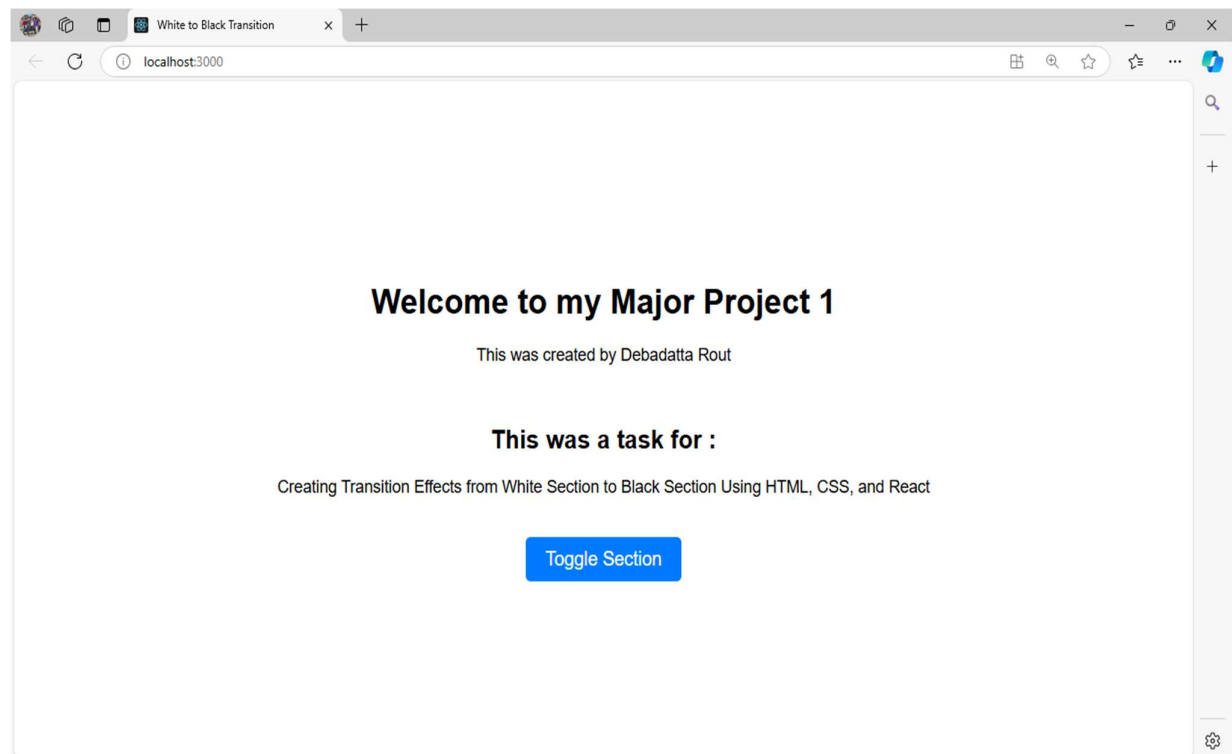 White to Black Transition
localhost:3000
Welcome to my Major Project 1
This was created by Debadatta Rout
This was a task for :
Creating Transition Effects from White Section to Black Section Using HTML, CSS, and React
Toggle Section